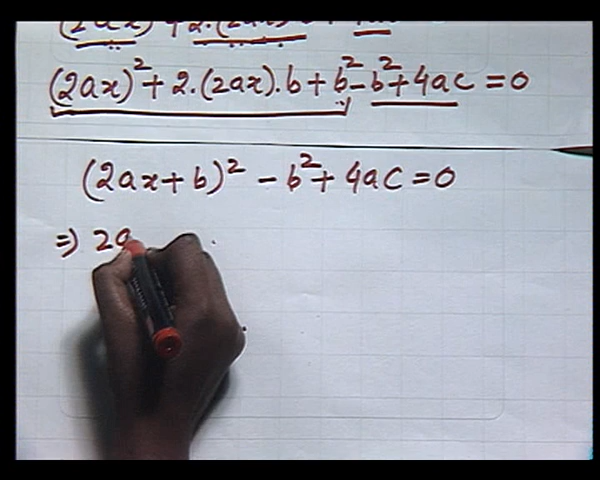 (2ax)² + 2.(2ax).b + b² - b² + 4ac = 0
(2ax + b)² - b² + 4ac = 0
⇒ 2a